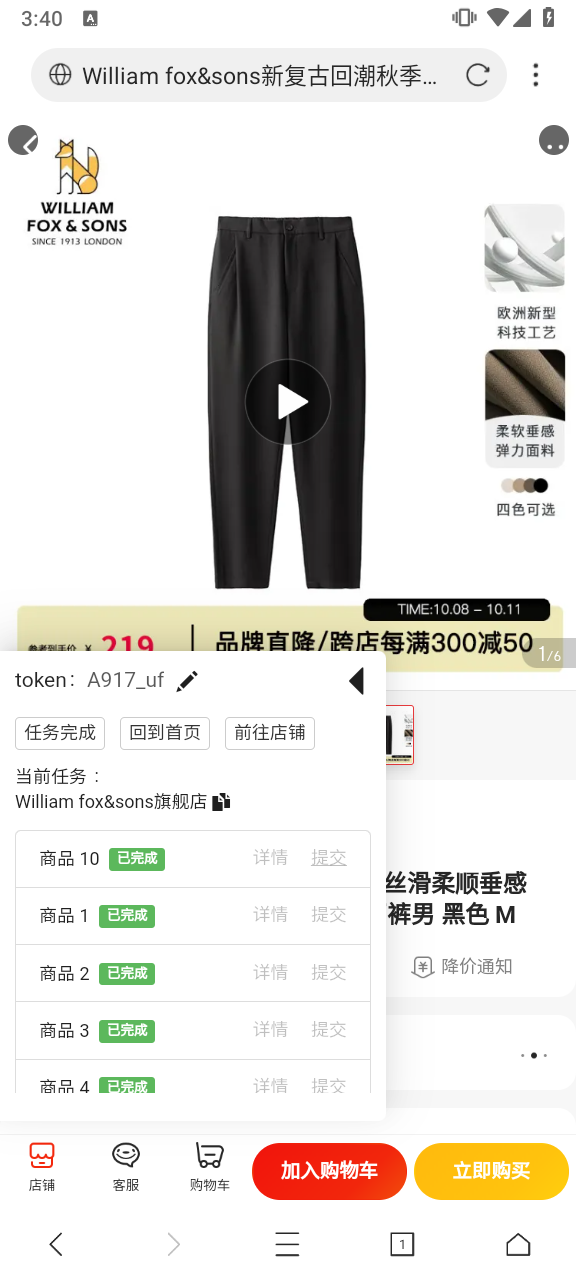 3:40
A
William fox&sons新复古回潮秋季…
WILLIAM
FOX & SONS
SINCE 1913 LONDON
欧洲新型
科技工艺
柔软垂感
弹力面料
四色可选
TIME:10.08 – 10.11
参考到手价 ¥ 219
品牌直降/跨店每满300减50
1/6
token: A917_uf
任务完成 回到首页 前往店铺
当前任务：
William fox&sons旗舰店
商品 10 已完成 详情 提交
商品 1 已完成 详情 提交
商品 2 已完成 详情 提交
商品 3 已完成 详情 提交
商品 4 已完成 详情 提交
丝滑柔顺垂感
裤男 黑色 M
降价通知
店铺 客服 购物车 加入购物车 立即购买
1